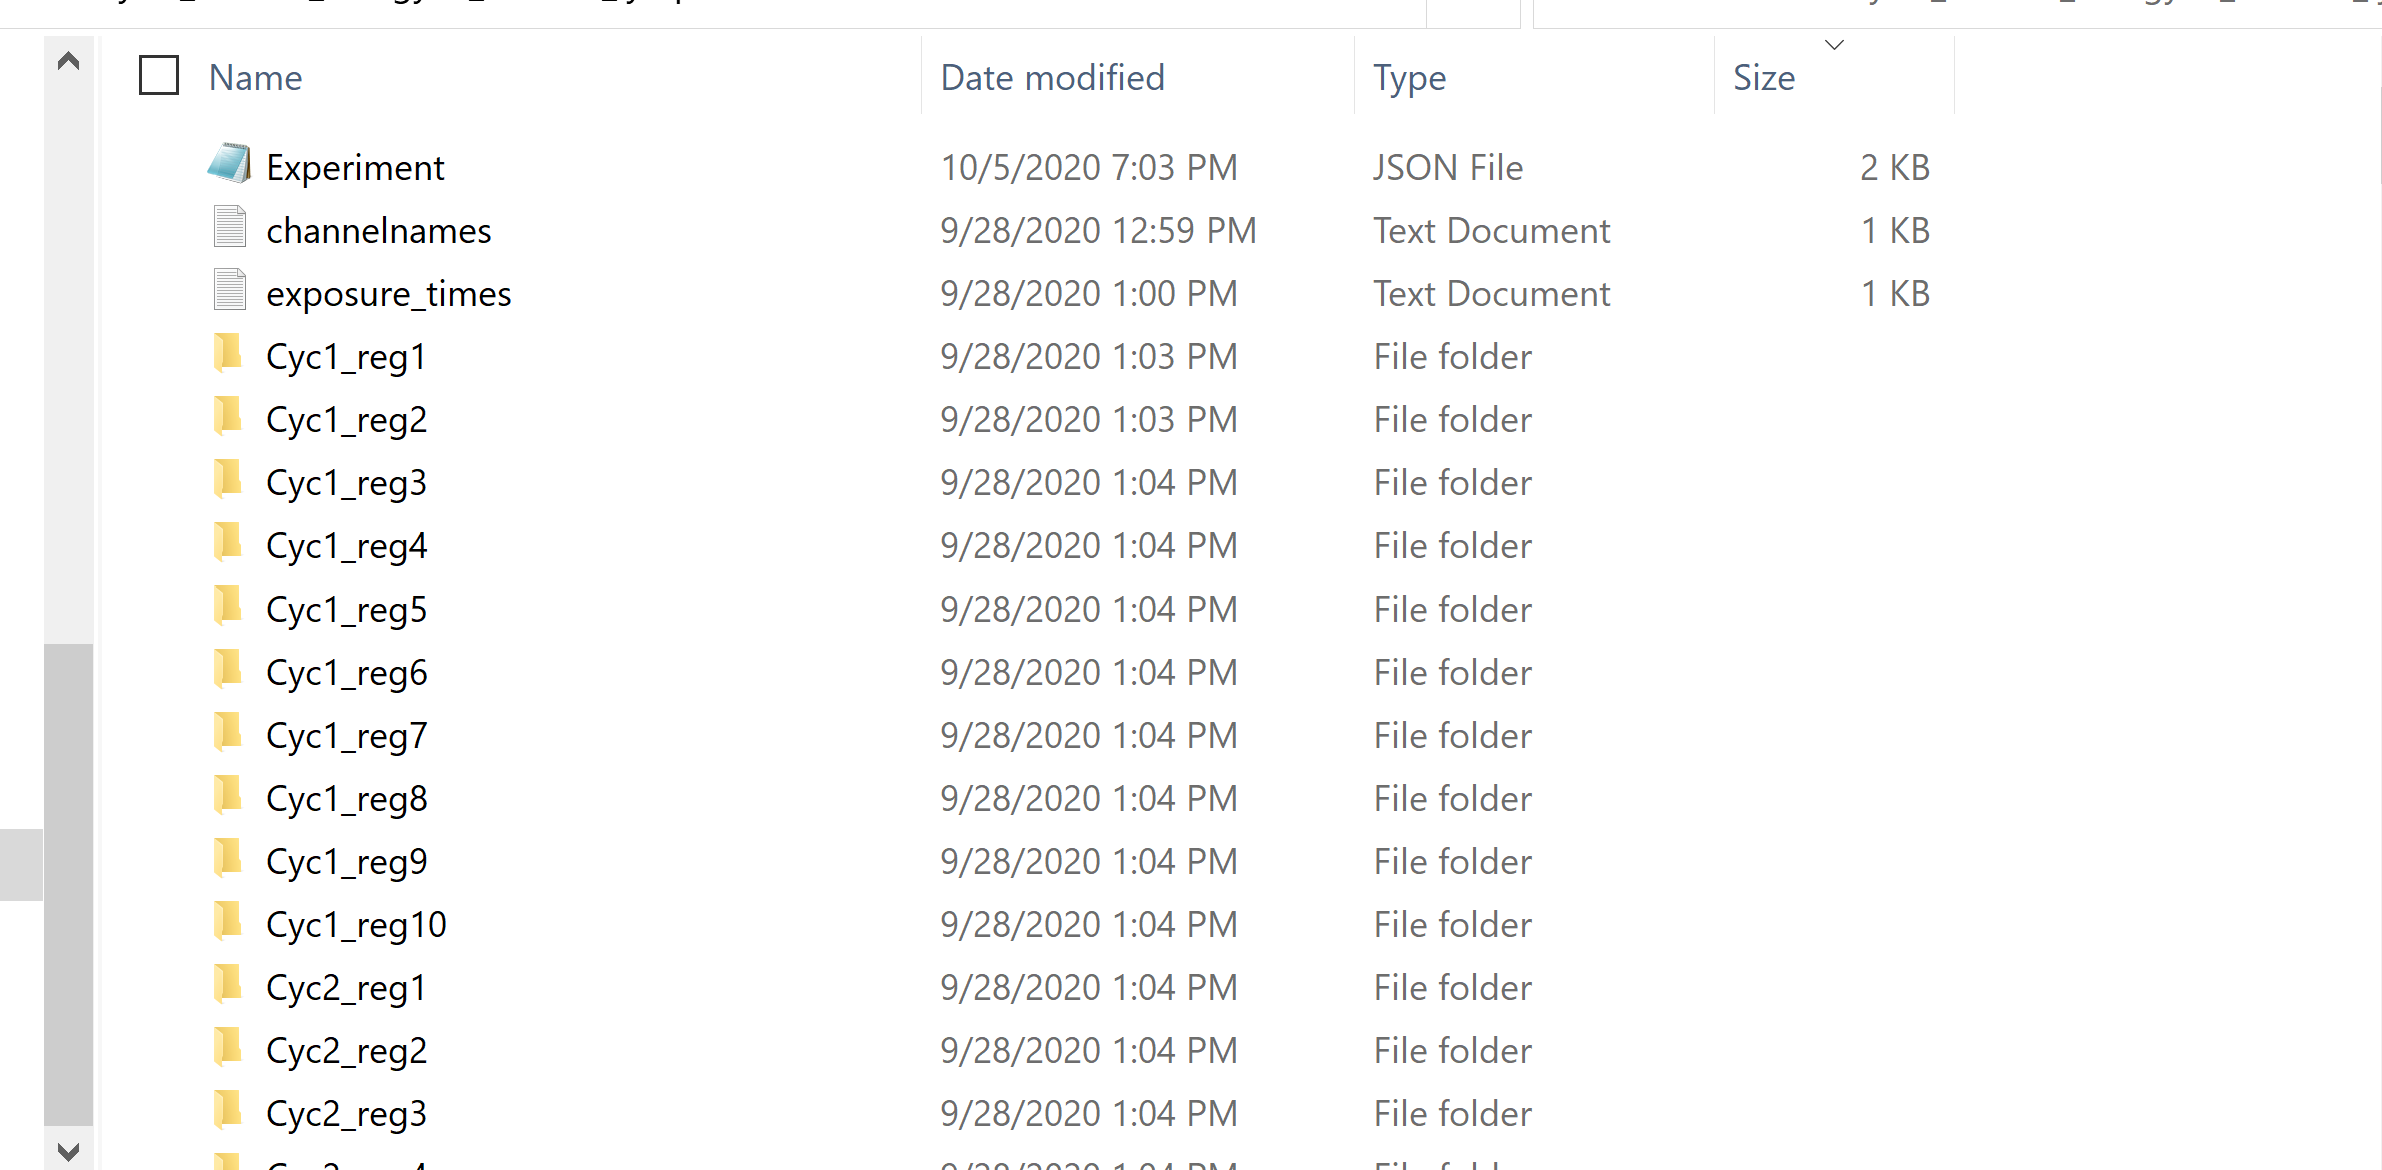 Name Date modified Type Size
Experiment 10/5/2020 7:03 PM JSON File 2 KB
channelnames 9/28/2020 12:59 PM Text Document 1 KB
exposure_times 9/28/2020 1:00 PM Text Document 1 KB
Cyc1_reg1 9/28/2020 1:03 PM File folder
Cyc1_reg2 9/28/2020 1:03 PM File folder
Cyc1_reg3 9/28/2020 1:04 PM File folder
Cyc1_reg4 9/28/2020 1:04 PM File folder
Cyc1_reg5 9/28/2020 1:04 PM File folder
Cyc1_reg6 9/28/2020 1:04 PM File folder
Cyc1_reg7 9/28/2020 1:04 PM File folder
Cyc1_reg8 9/28/2020 1:04 PM File folder
Cyc1_reg9 9/28/2020 1:04 PM File folder
Cyc1_reg10 9/28/2020 1:04 PM File folder
Cyc2_reg1 9/28/2020 1:04 PM File folder
Cyc2_reg2 9/28/2020 1:04 PM File folder
Cyc2_reg3 9/28/2020 1:04 PM File folder